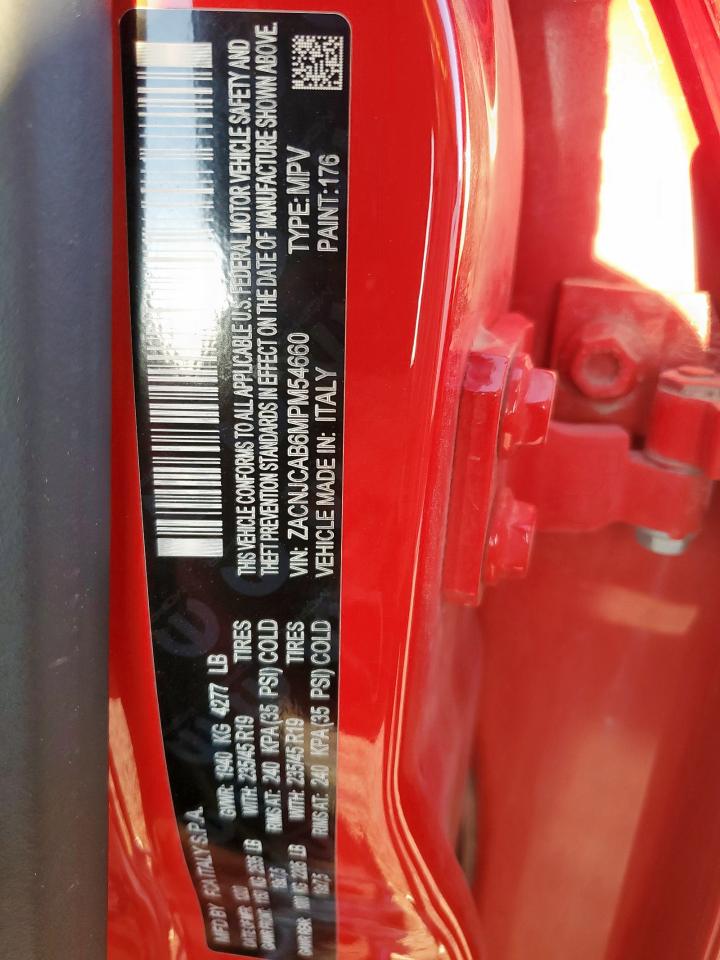 MFD BY FCA ITALY S.P.A.
GVWR: 1940 KG 4277 LB
WITH: 235/45 R19 TIRES
RIMS AT: 240 KPA(35 PSI) COLD
WITH: 235/45 R19 TIRES
RIMS AT: 240 KPA(35 PSI) COLD
THIS VEHICLE CONFORMS TO ALL APPLICABLE U.S. FEDERAL MOTOR VEHICLE SAFETY AND
THEFT PREVENTION STANDARDS IN EFFECT ON THE DATE OF MANUFACTURE SHOWN ABOVE.
VIN: ZACNJCAB6MPM54660 TYPE: MPV
VEHICLE MADE IN: ITALY PAINT: 176